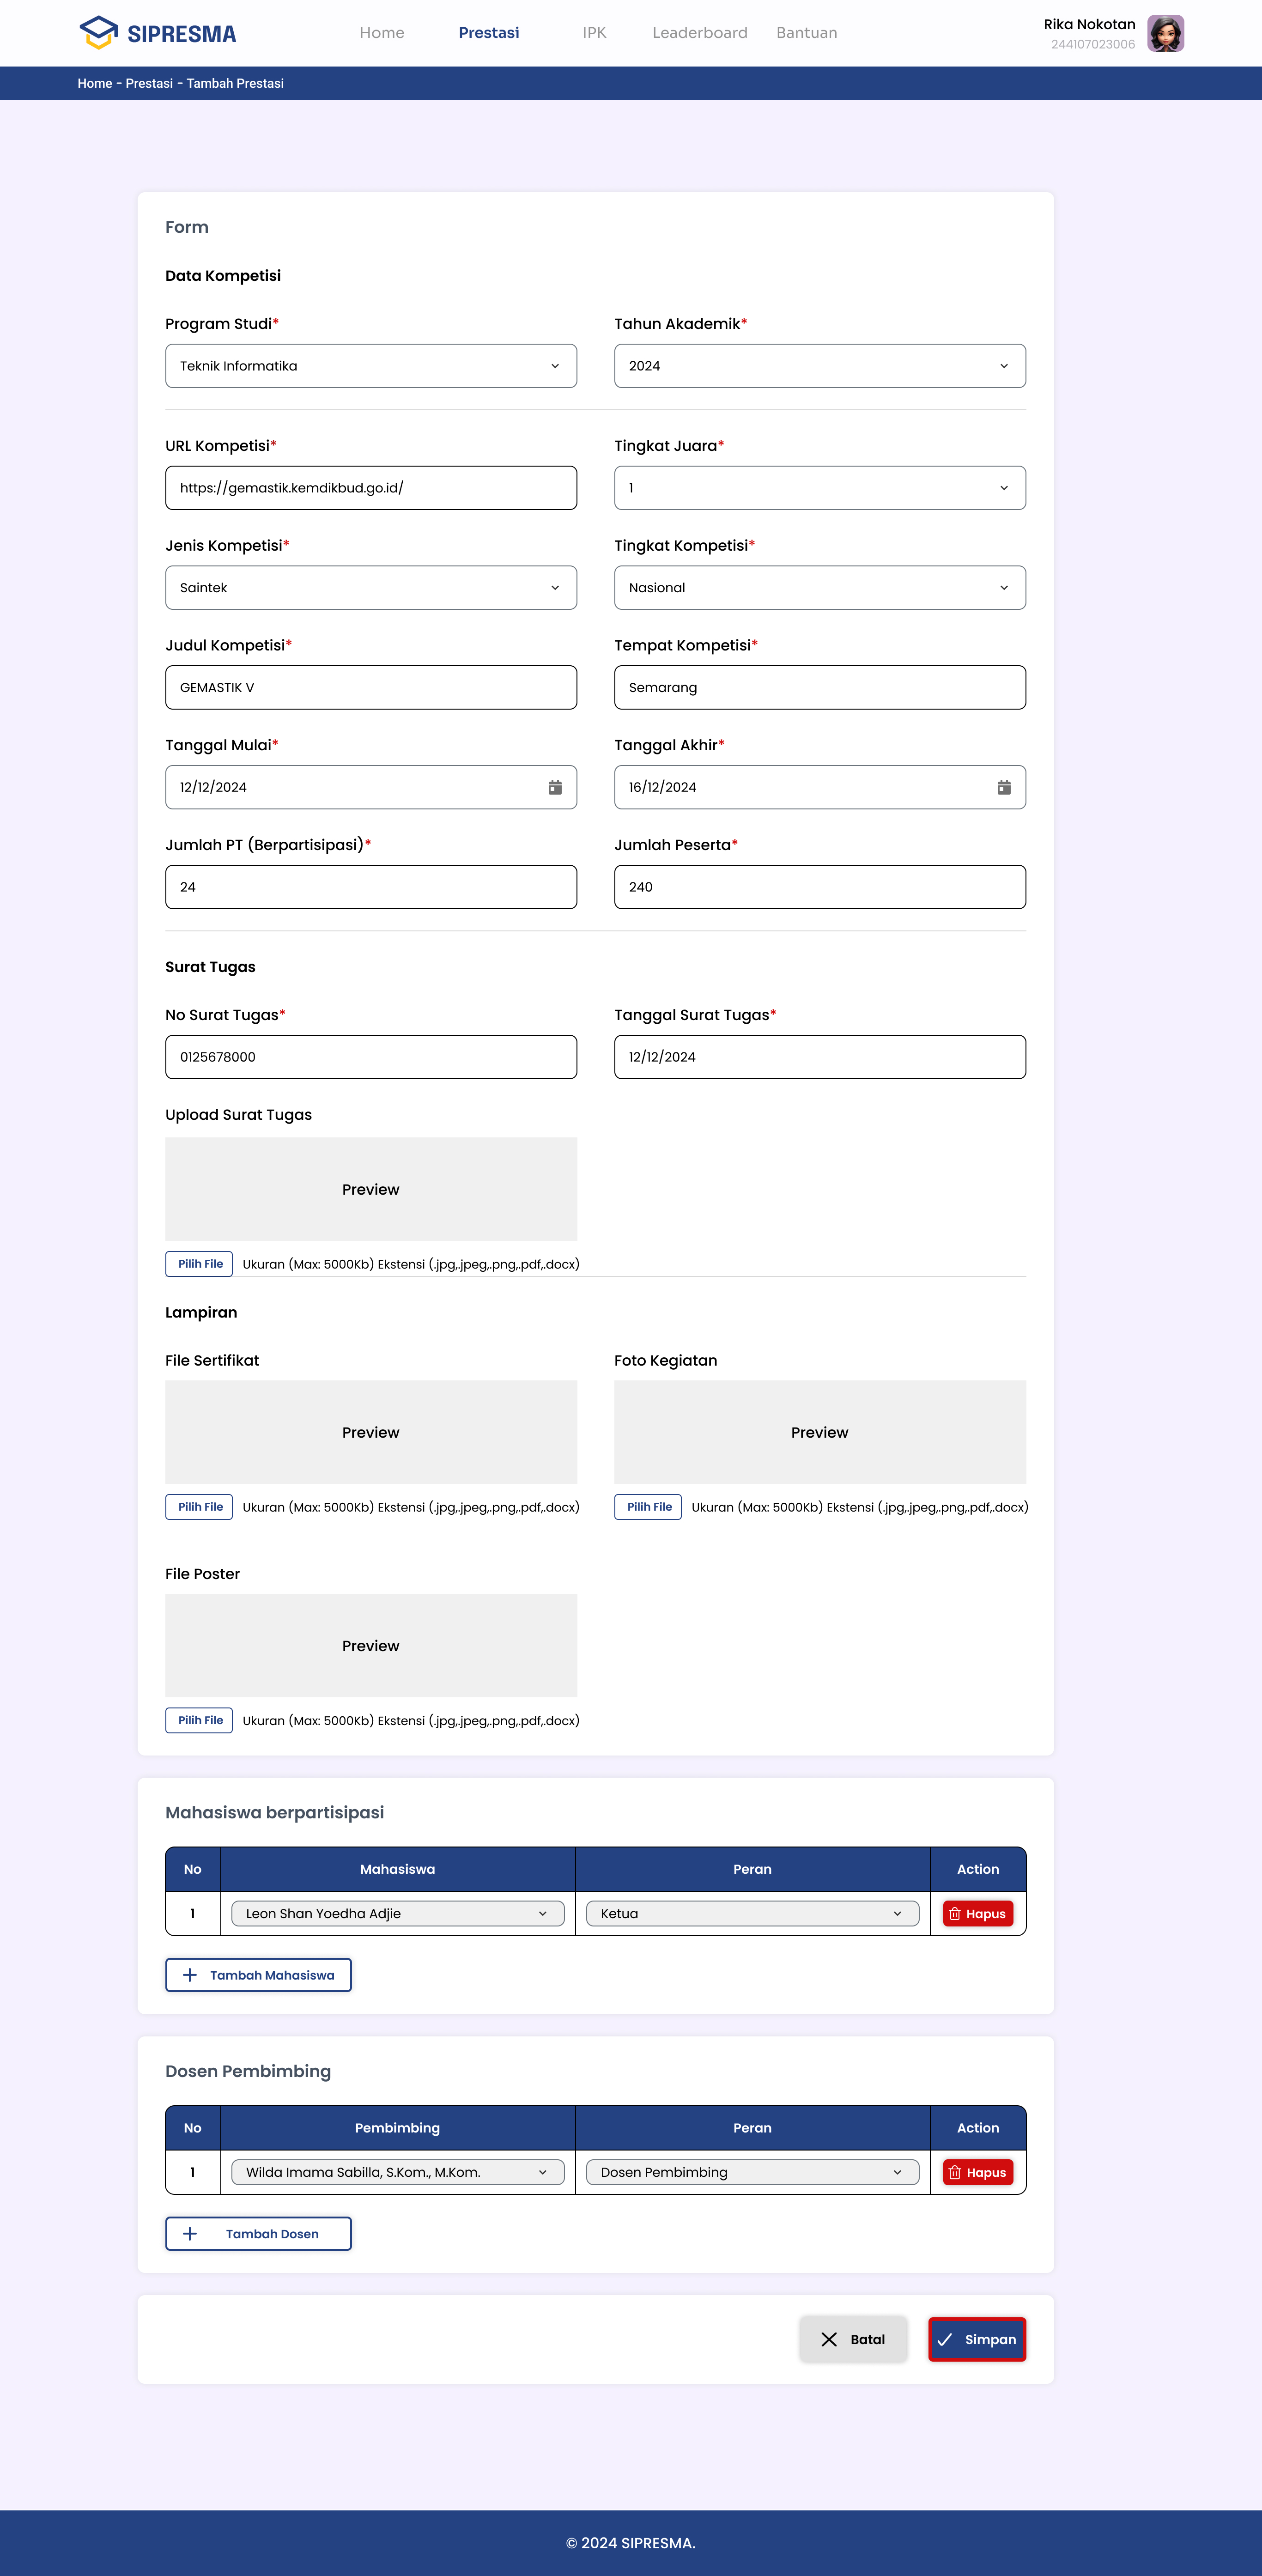 SIPRESMA
Home Prestasi IPK Leaderboard Bantuan
Rika Nokotan
244107023006
Home - Prestasi - Tambah Prestasi
Form
Data Kompetisi
Program Studi* Tahun Akademik*
Teknik Informatika 2024
URL Kompetisi* Tingkat Juara*
https://gemastik.kemdikbud.go.id/ 1
Jenis Kompetisi* Tingkat Kompetisi*
Saintek Nasional
Judul Kompetisi* Tempat Kompetisi*
GEMASTIK V Semarang
Tanggal Mulai* Tanggal Akhir*
12/12/2024 16/12/2024
Jumlah PT (Berpartisipasi)* Jumlah Peserta*
24 240
Surat Tugas
No Surat Tugas* Tanggal Surat Tugas*
0125678000 12/12/2024
Upload Surat Tugas
Preview
Pilih File Ukuran (Max: 5000Kb) Ekstensi (.jpg,.jpeg,.png,.pdf,.docx)
Lampiran
File Sertifikat Foto Kegiatan
Preview Preview
Pilih File Ukuran (Max: 5000Kb) Ekstensi (.jpg,.jpeg,.png,.pdf,.docx) Pilih File Ukuran (Max: 5000Kb) Ekstensi (.jpg,.jpeg,.png,.pdf,.docx)
File Poster
Preview
Pilih File Ukuran (Max: 5000Kb) Ekstensi (.jpg,.jpeg,.png,.pdf,.docx)
Mahasiswa berpartisipasi
No Mahasiswa Peran Action
1 Leon Shan Yoedha Adjie Ketua Hapus
Tambah Mahasiswa
Dosen Pembimbing
No Pembimbing Peran Action
1 Wilda Imama Sabilla, S.Kom., M.Kom. Dosen Pembimbing Hapus
Tambah Dosen
Batal Simpan
© 2024 SIPRESMA.